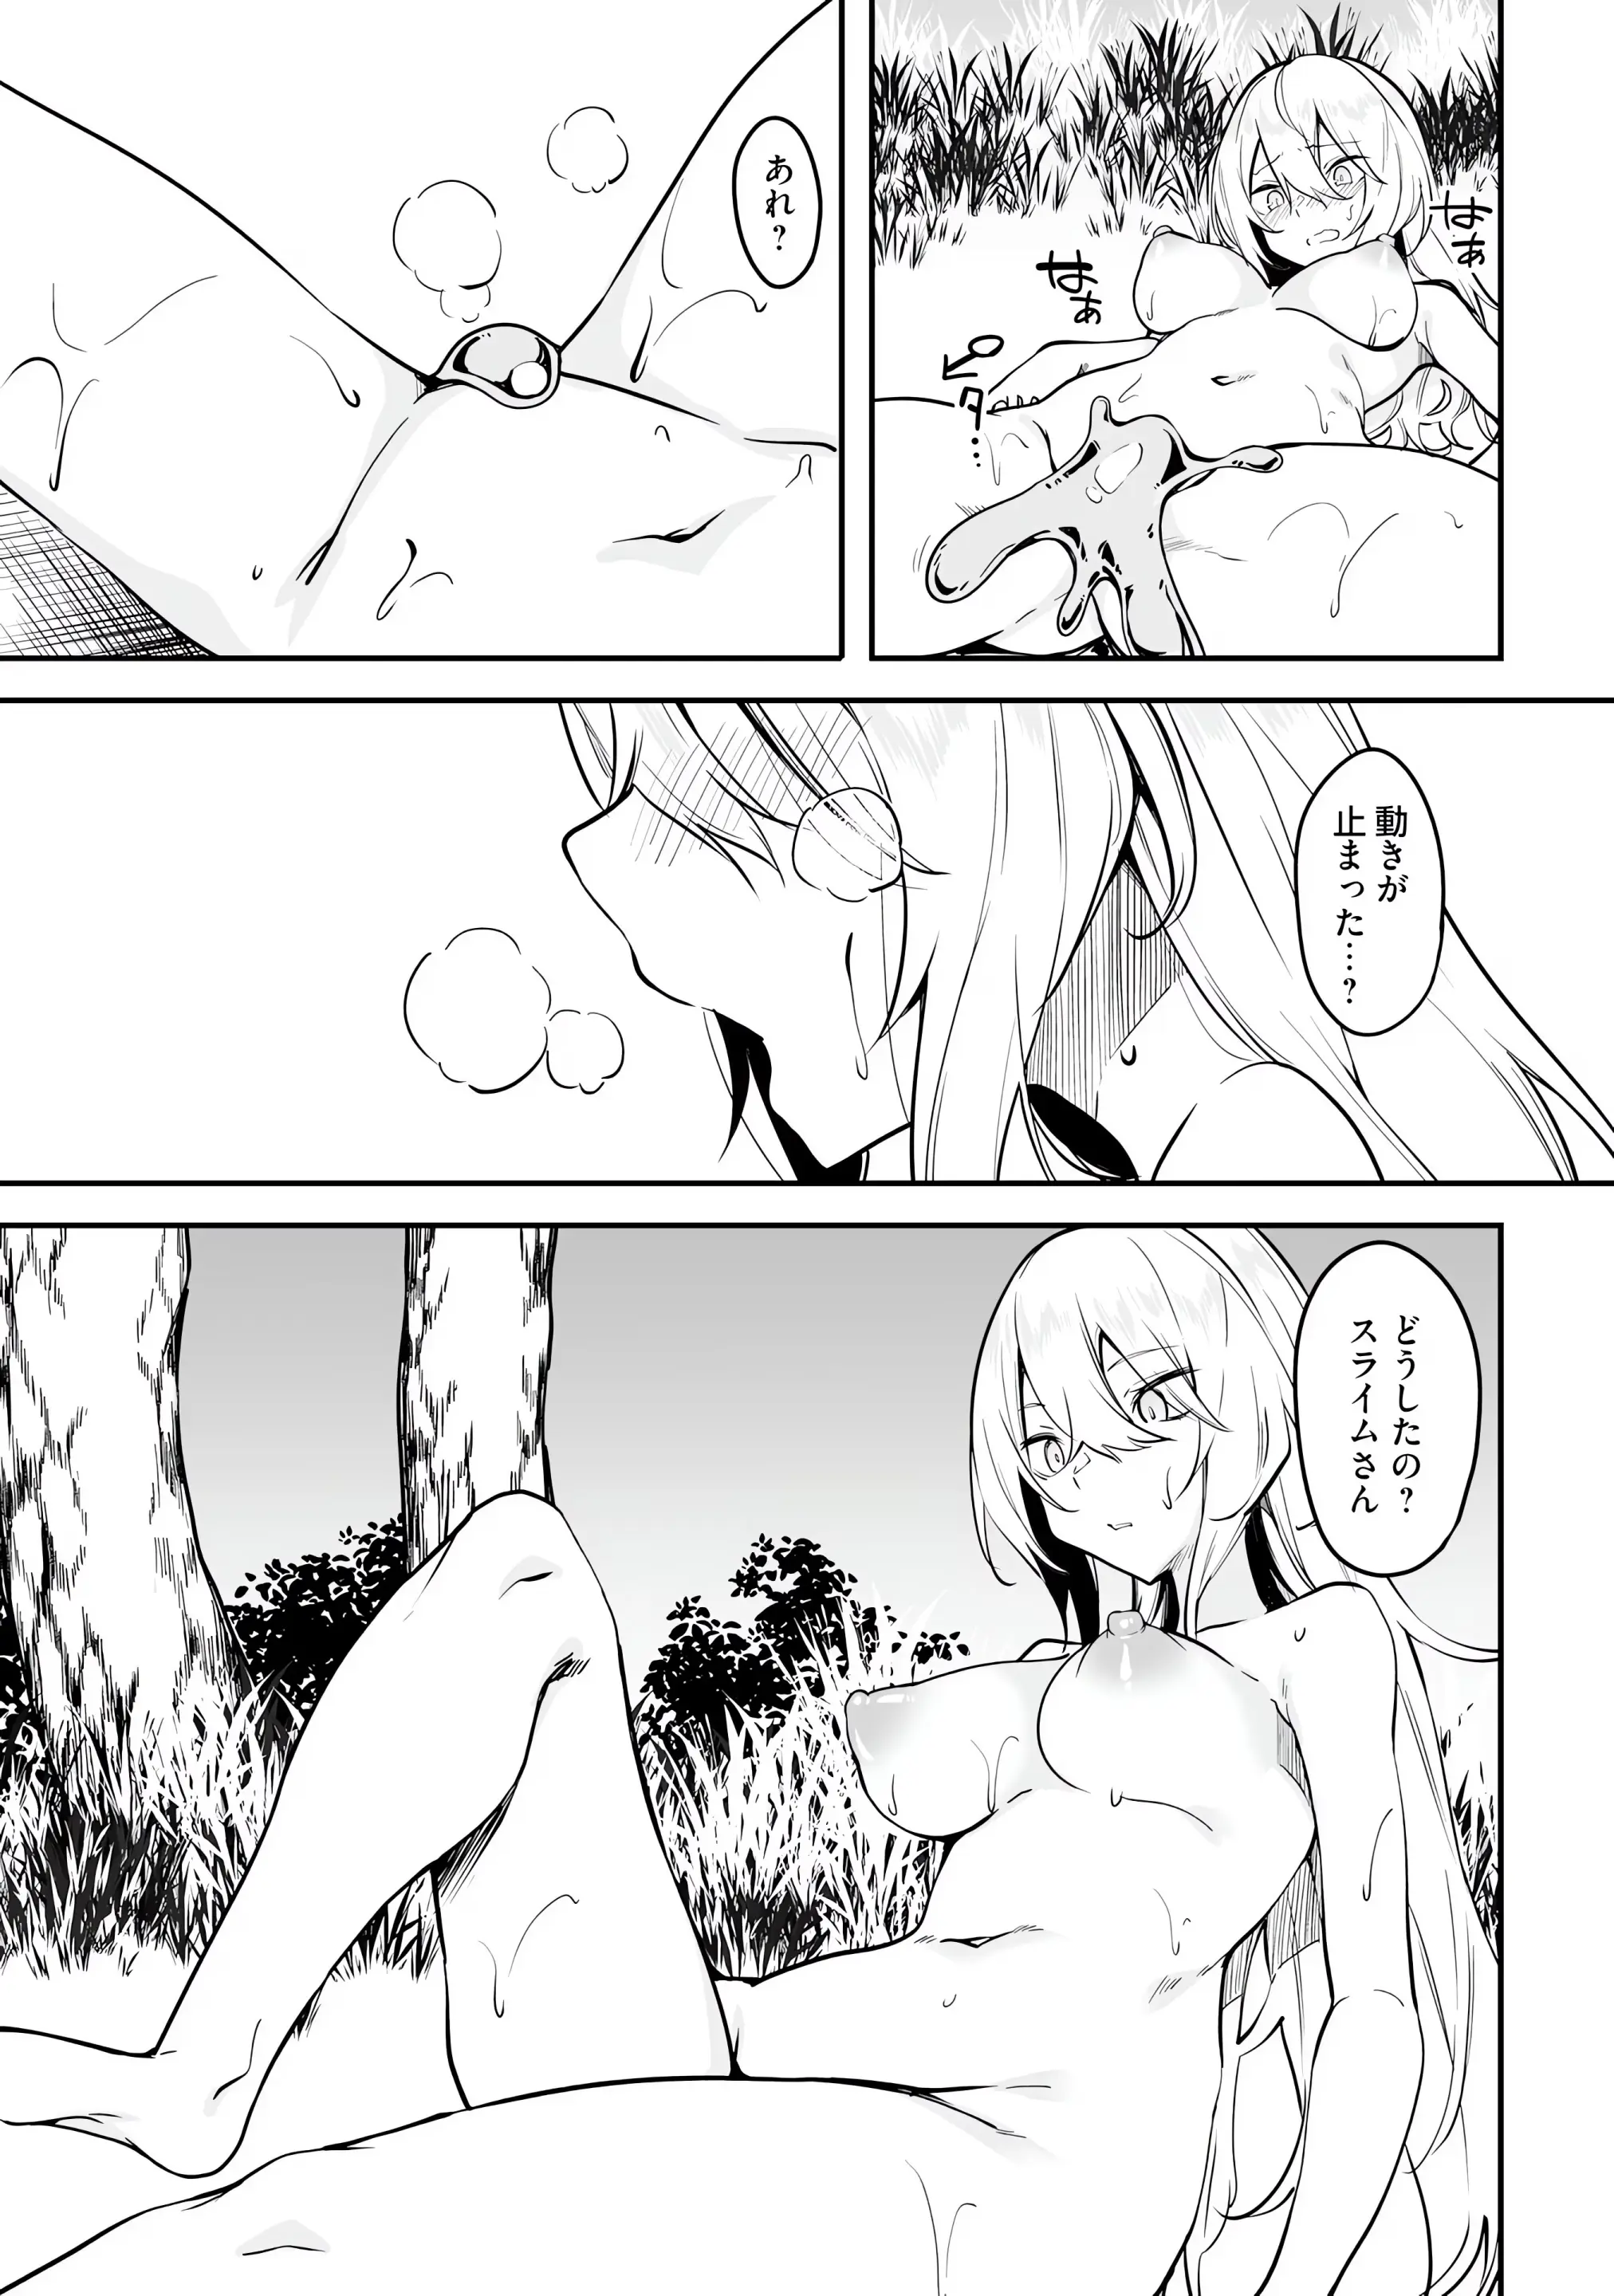 はぁ
はぁ
ピタ…
あれ?
動きが
止まった…?
どうしたの?
スライムさん